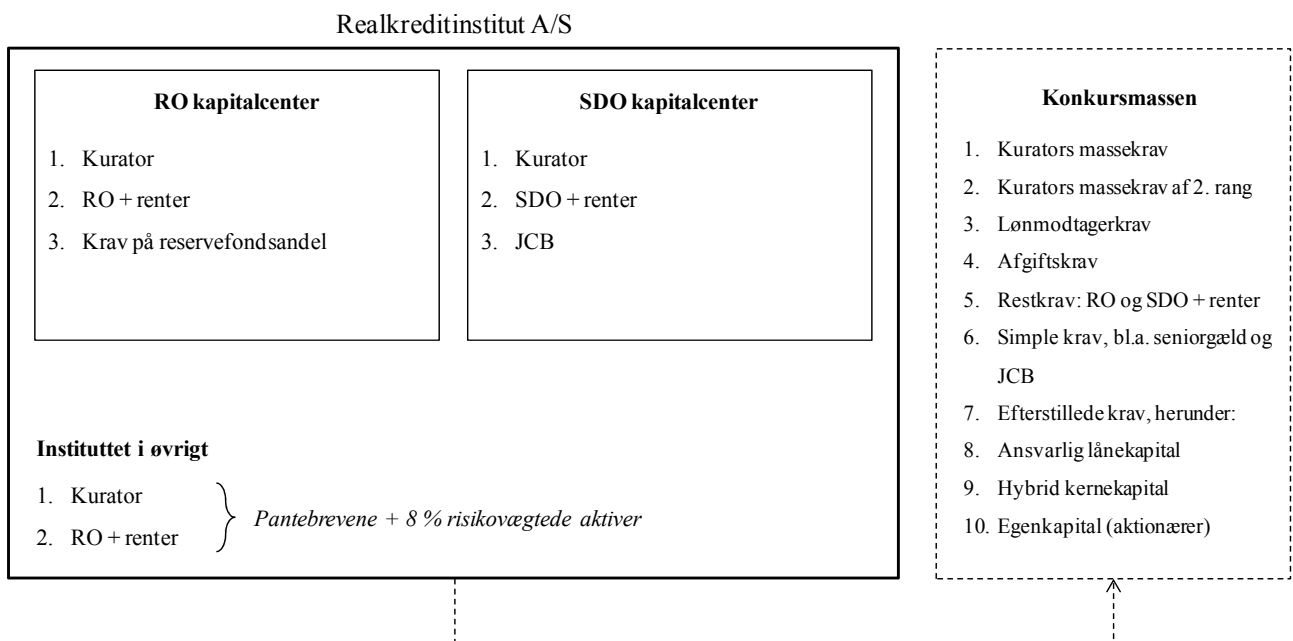 Realkreditinstitut A/S
RO kapitalcenter
1. Kurator
2. RO + renter
3. Krav på reservefondsandel
SDO kapitalcenter
1. Kurator
2. SDO + renter
3. JCB
Instituttet i øvrigt
1. Kurator
2. RO + renter
Pantebrevene + 8 % risikovægtede aktiver
Konkursmassen
1. Kurators massekrav
2. Kurators massekrav af 2. rang
3. Lønmodtagerkrav
4. Afgiftskrav
5. Restkrav: RO og SDO + renter
6. Simple krav, bl.a. seniorgæld og
JCB
7. Efterstillede krav, herunder:
8. Ansvarlig lånekapital
9. Hybrid kernekapital
10. Egenkapital (aktionærer)